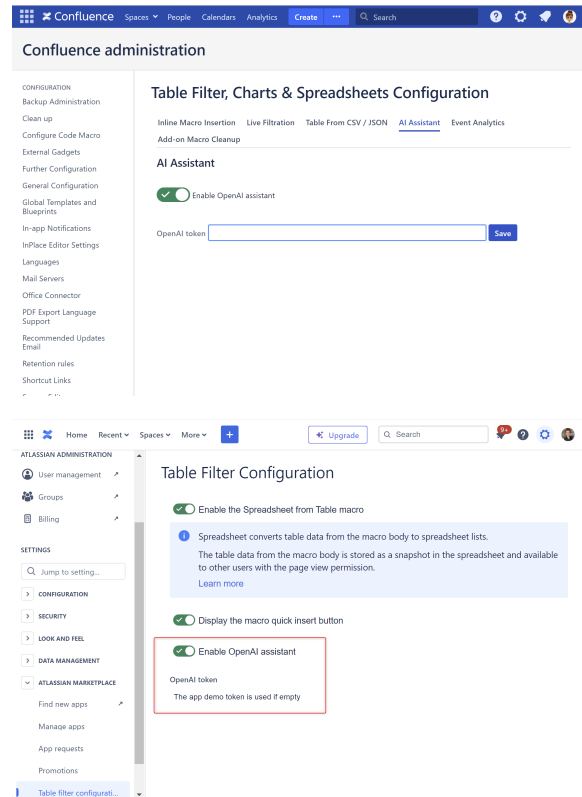 Confluence Spaces People Calendars Analytics Create ··· Search
Confluence administration
CONFIGURATION
Backup Administration
Clean up
Configure Code Macro
External Gadgets
Further Configuration
General Configuration
Global Templates and
Blueprints
In-app Notifications
InPlace Editor Settings
Languages
Mail Servers
Office Connector
PDF Export Language
Support
Recommended Updates
Email
Retention rules
Shortcut Links
Table Filter, Charts & Spreadsheets Configuration
Inline Macro Insertion Live Filtration Table From CSV / JSON AI Assistant Event Analytics
Add-on Macro Cleanup
AI Assistant
Enable OpenAI assistant
OpenAI token Save
Home Recent Spaces More + Upgrade Search 9+
ATLASSIAN ADMINISTRATION
User management
Groups
Billing
SETTINGS
Jump to setting...
CONFIGURATION
SECURITY
LOOK AND FEEL
DATA MANAGEMENT
ATLASSIAN MARKETPLACE
Find new apps
Manage apps
App requests
Promotions
Table filter configurati...
Table Filter Configuration
Enable the Spreadsheet from Table macro
Spreadsheet converts table data from the macro body to spreadsheet lists.
The table data from the macro body is stored as a snapshot in the spreadsheet and available
to other users with the page view permission.
Learn more
Display the macro quick insert button
Enable OpenAI assistant
OpenAI token
The app demo token is used if empty